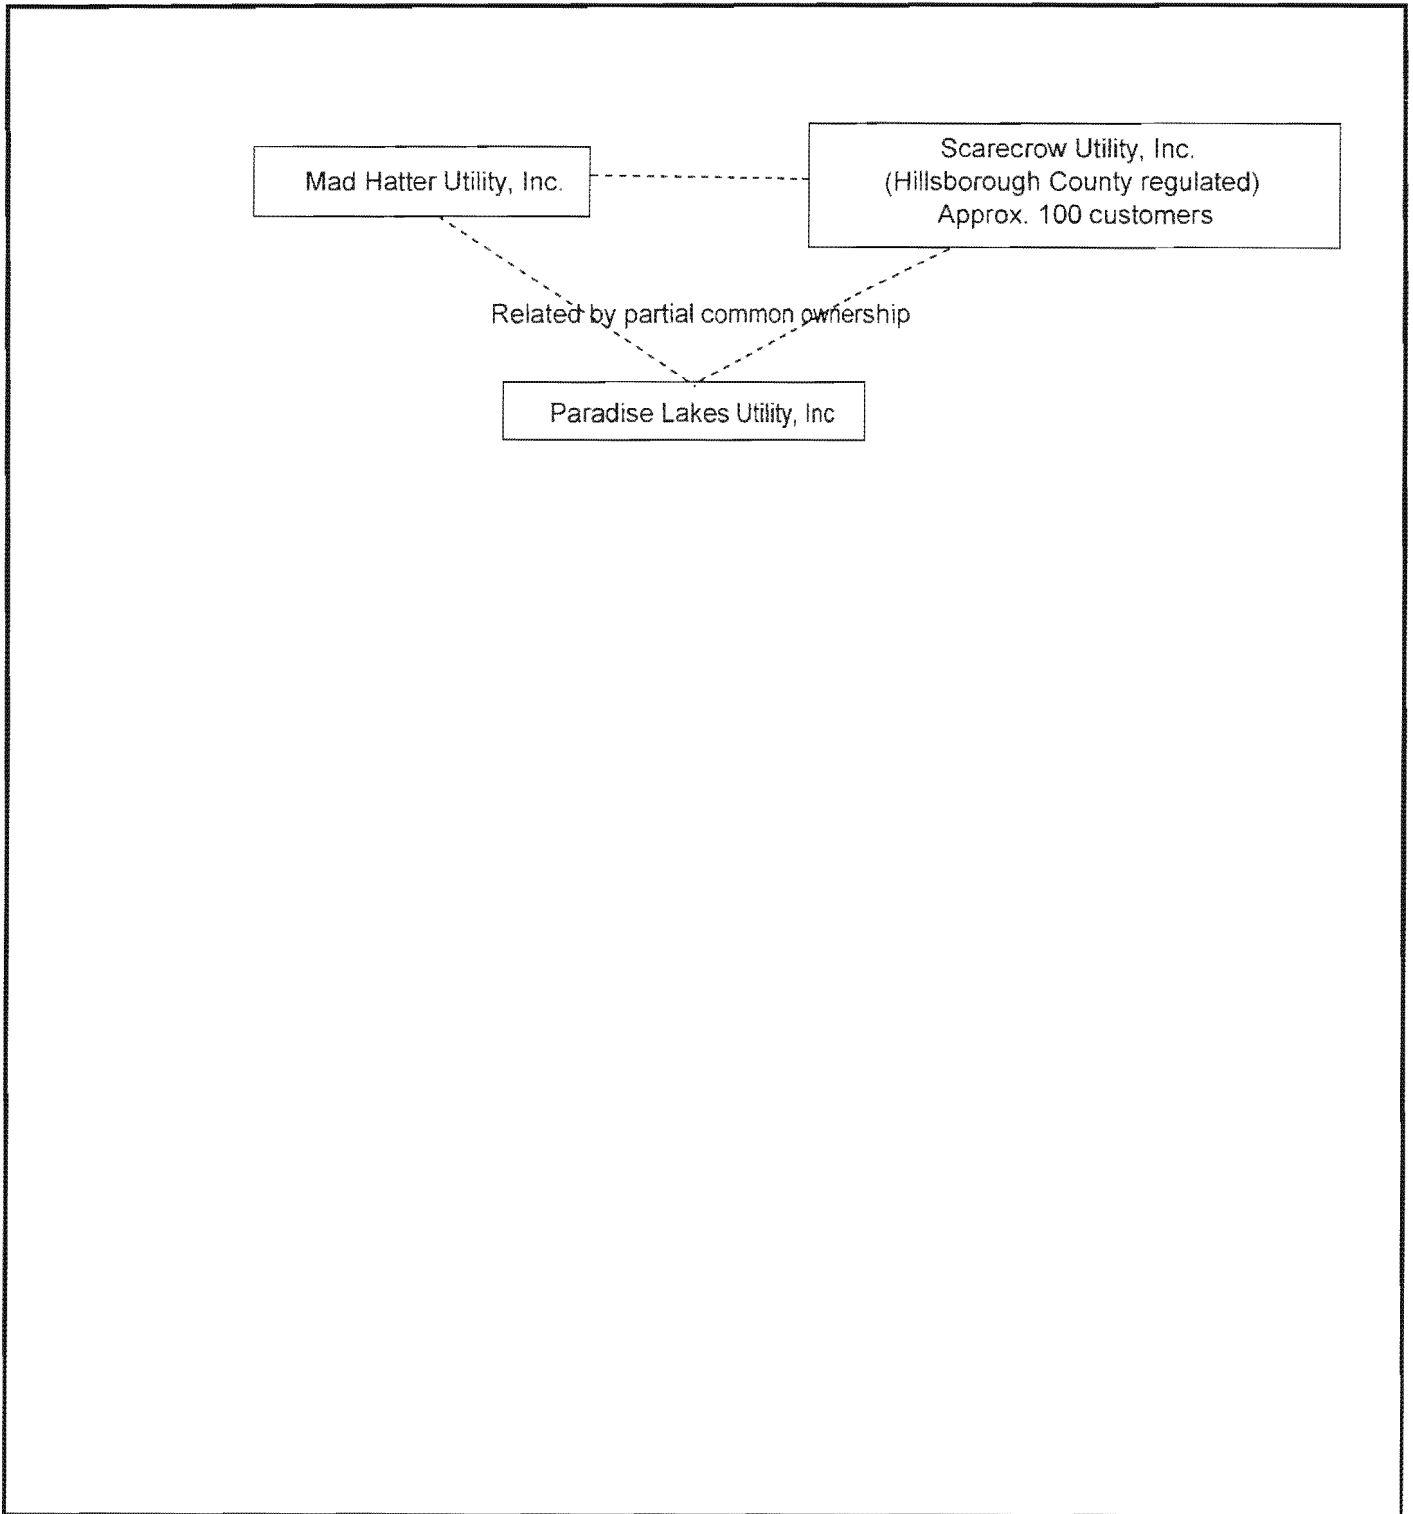 Mad Hatter Utility, Inc.
Scarecrow Utility, Inc.
(Hillsborough County regulated)
Approx. 100 customers
Related by partial common ownership
Paradise Lakes Utility, Inc